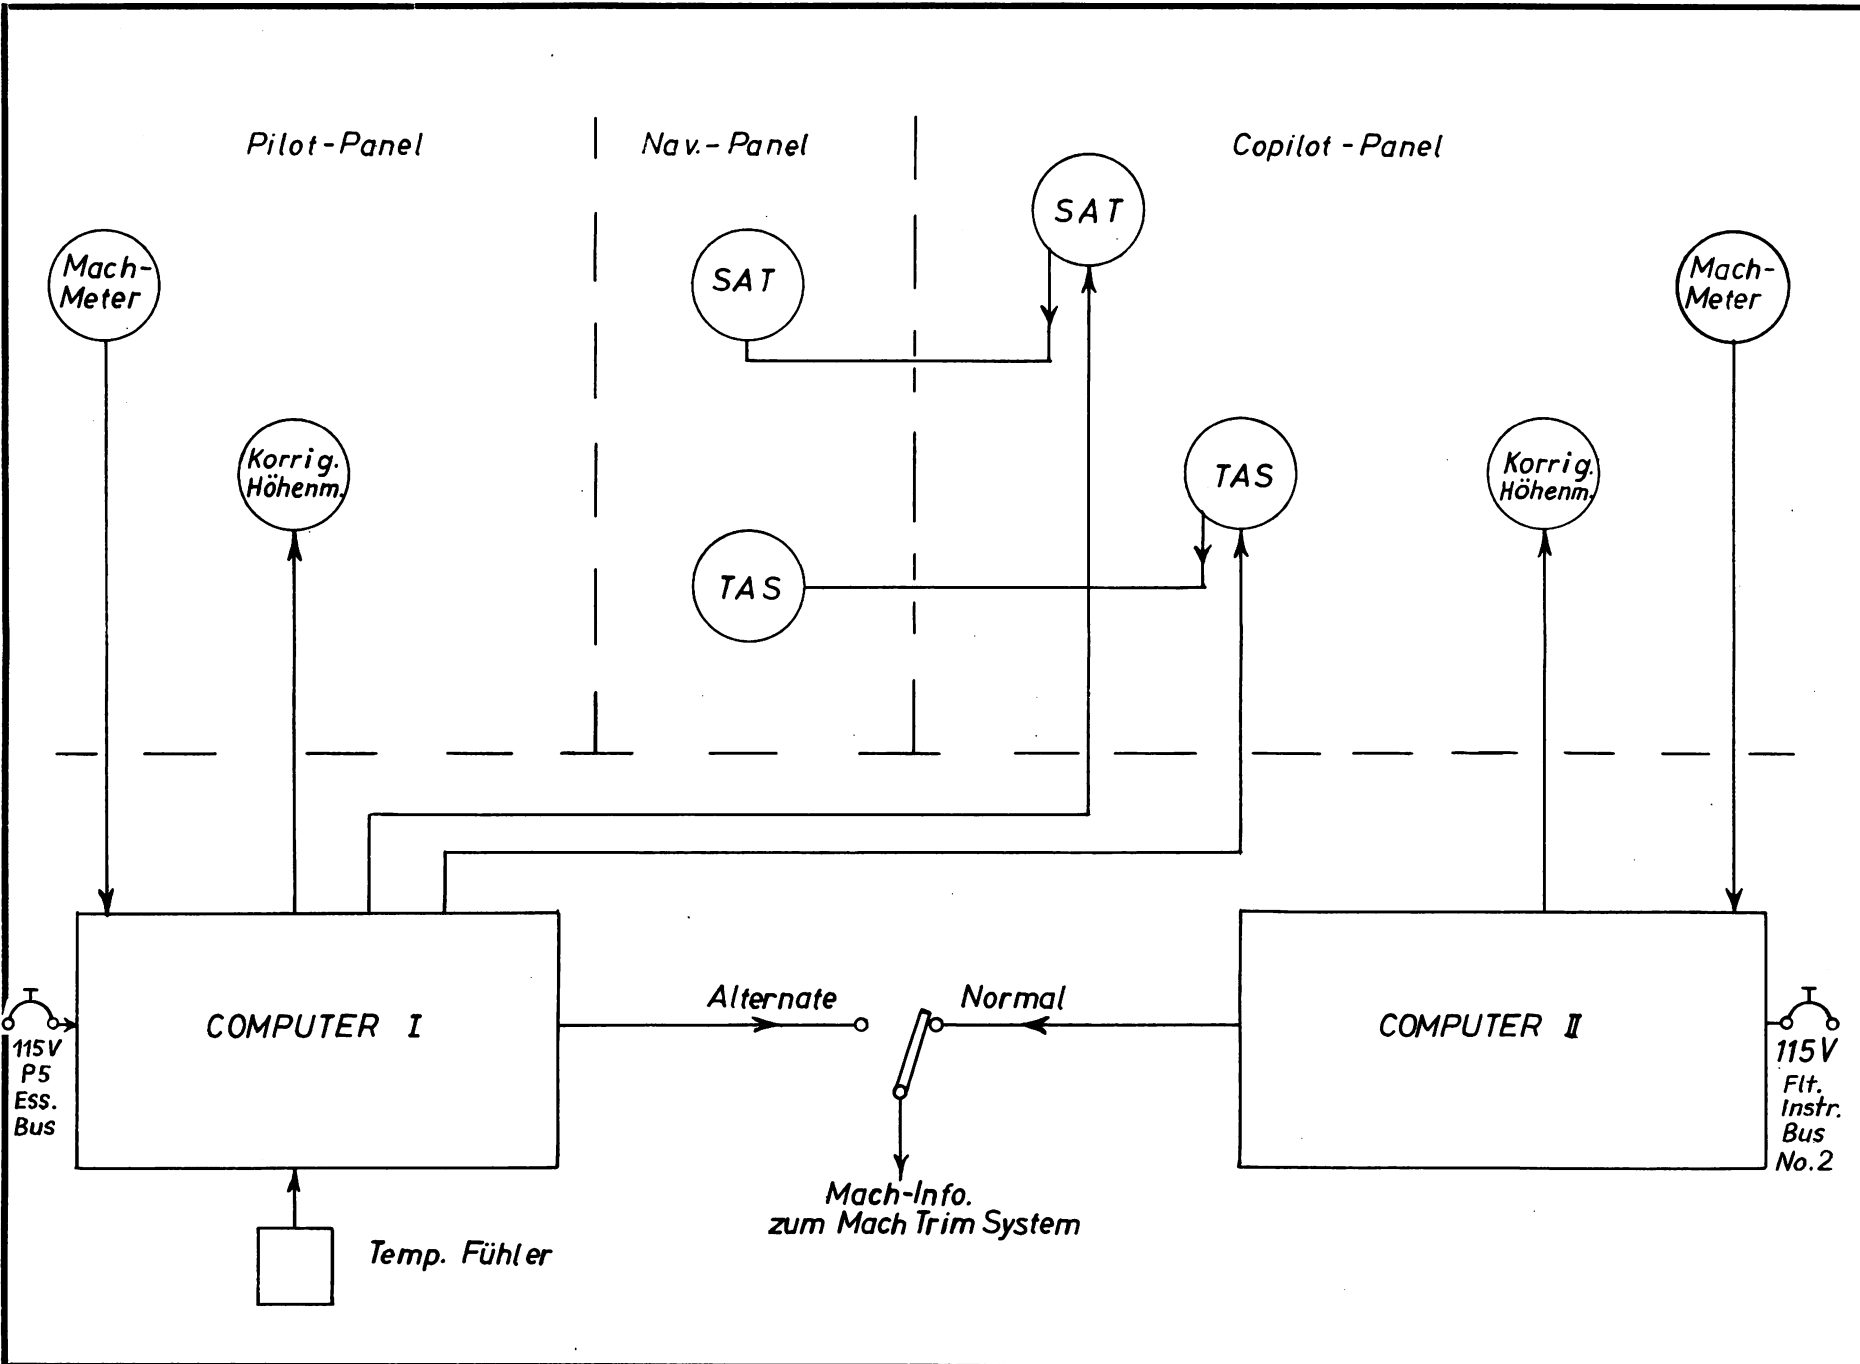 Pilot-Panel
Nav.-Panel
Copilot-Panel
Mach-
Meter
SAT
SAT
Mach-
Meter
Korrig.
Höhenm.
TAS
TAS
Korrig.
Höhenm.
COMPUTER I
Alternate
Normal
COMPUTER II
115V
P5
Ess.
Bus
115V
Flt.
Instr.
Bus
No.2
Mach-Info.
zum Mach Trim System
Temp. Fühler